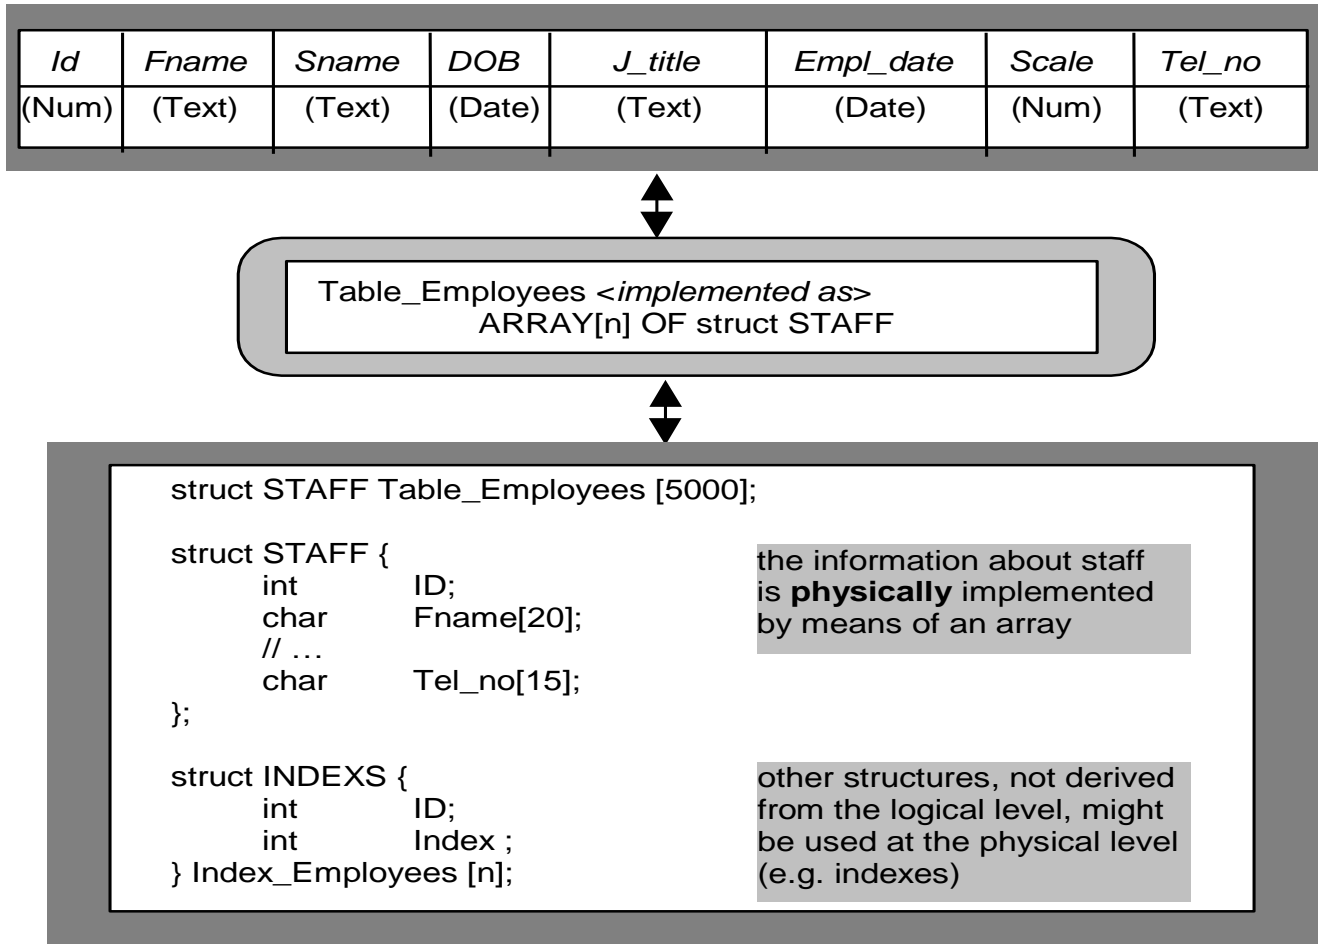 Id Fname Sname DOB J_title Empl_date Scale Tel_no
(Num) (Text) (Text) (Date) (Text) (Date) (Num) (Text)
Table_Employees <implemented as>
ARRAY[n] OF struct STAFF
struct STAFF Table_Employees [5000];
struct STAFF {
int ID;
char Fname[20];
// …
char Tel_no[15];
};
the information about staff
is physically implemented
by means of an array
struct INDEXS {
int ID;
int Index ;
} Index_Employees [n];
other structures, not derived
from the logical level, might
be used at the physical level
(e.g. indexes)